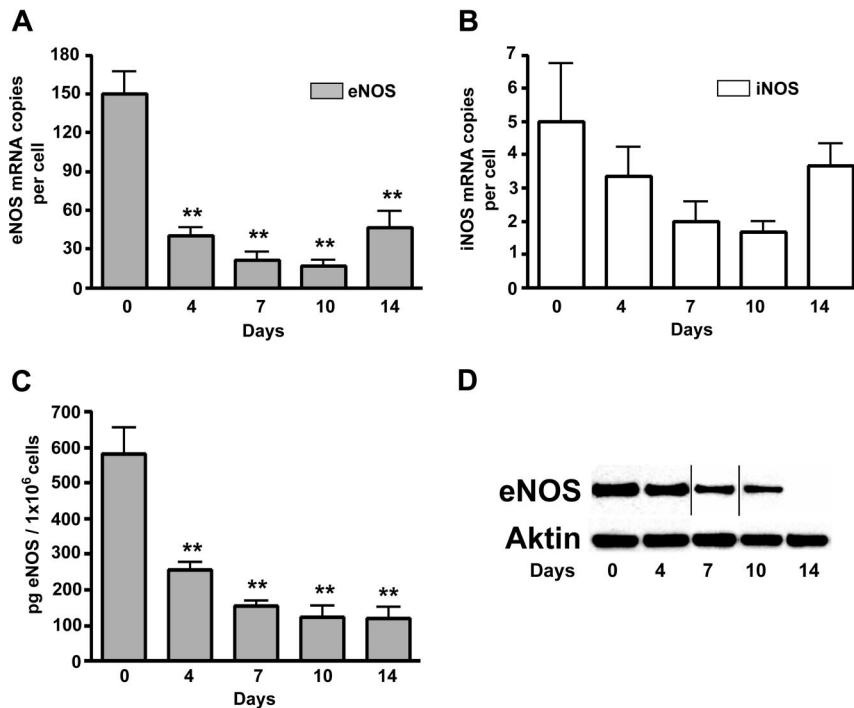 A
eNOS mRNA copies
per cell
180
150
120
90
60
30
0
eNOS
**
**
**
**
0 4 7 10 14
Days
B
iNOS mRNA copies
per cell
7
6
5
4
3
2
1
0
iNOS
0 4 7 10 14
Days
C
pg eNOS / 1x10⁶ cells
700
600
500
400
300
200
100
0
**
**
**
**
0 4 7 10 14
Days
D
eNOS
Aktin
Days 0 4 7 10 14